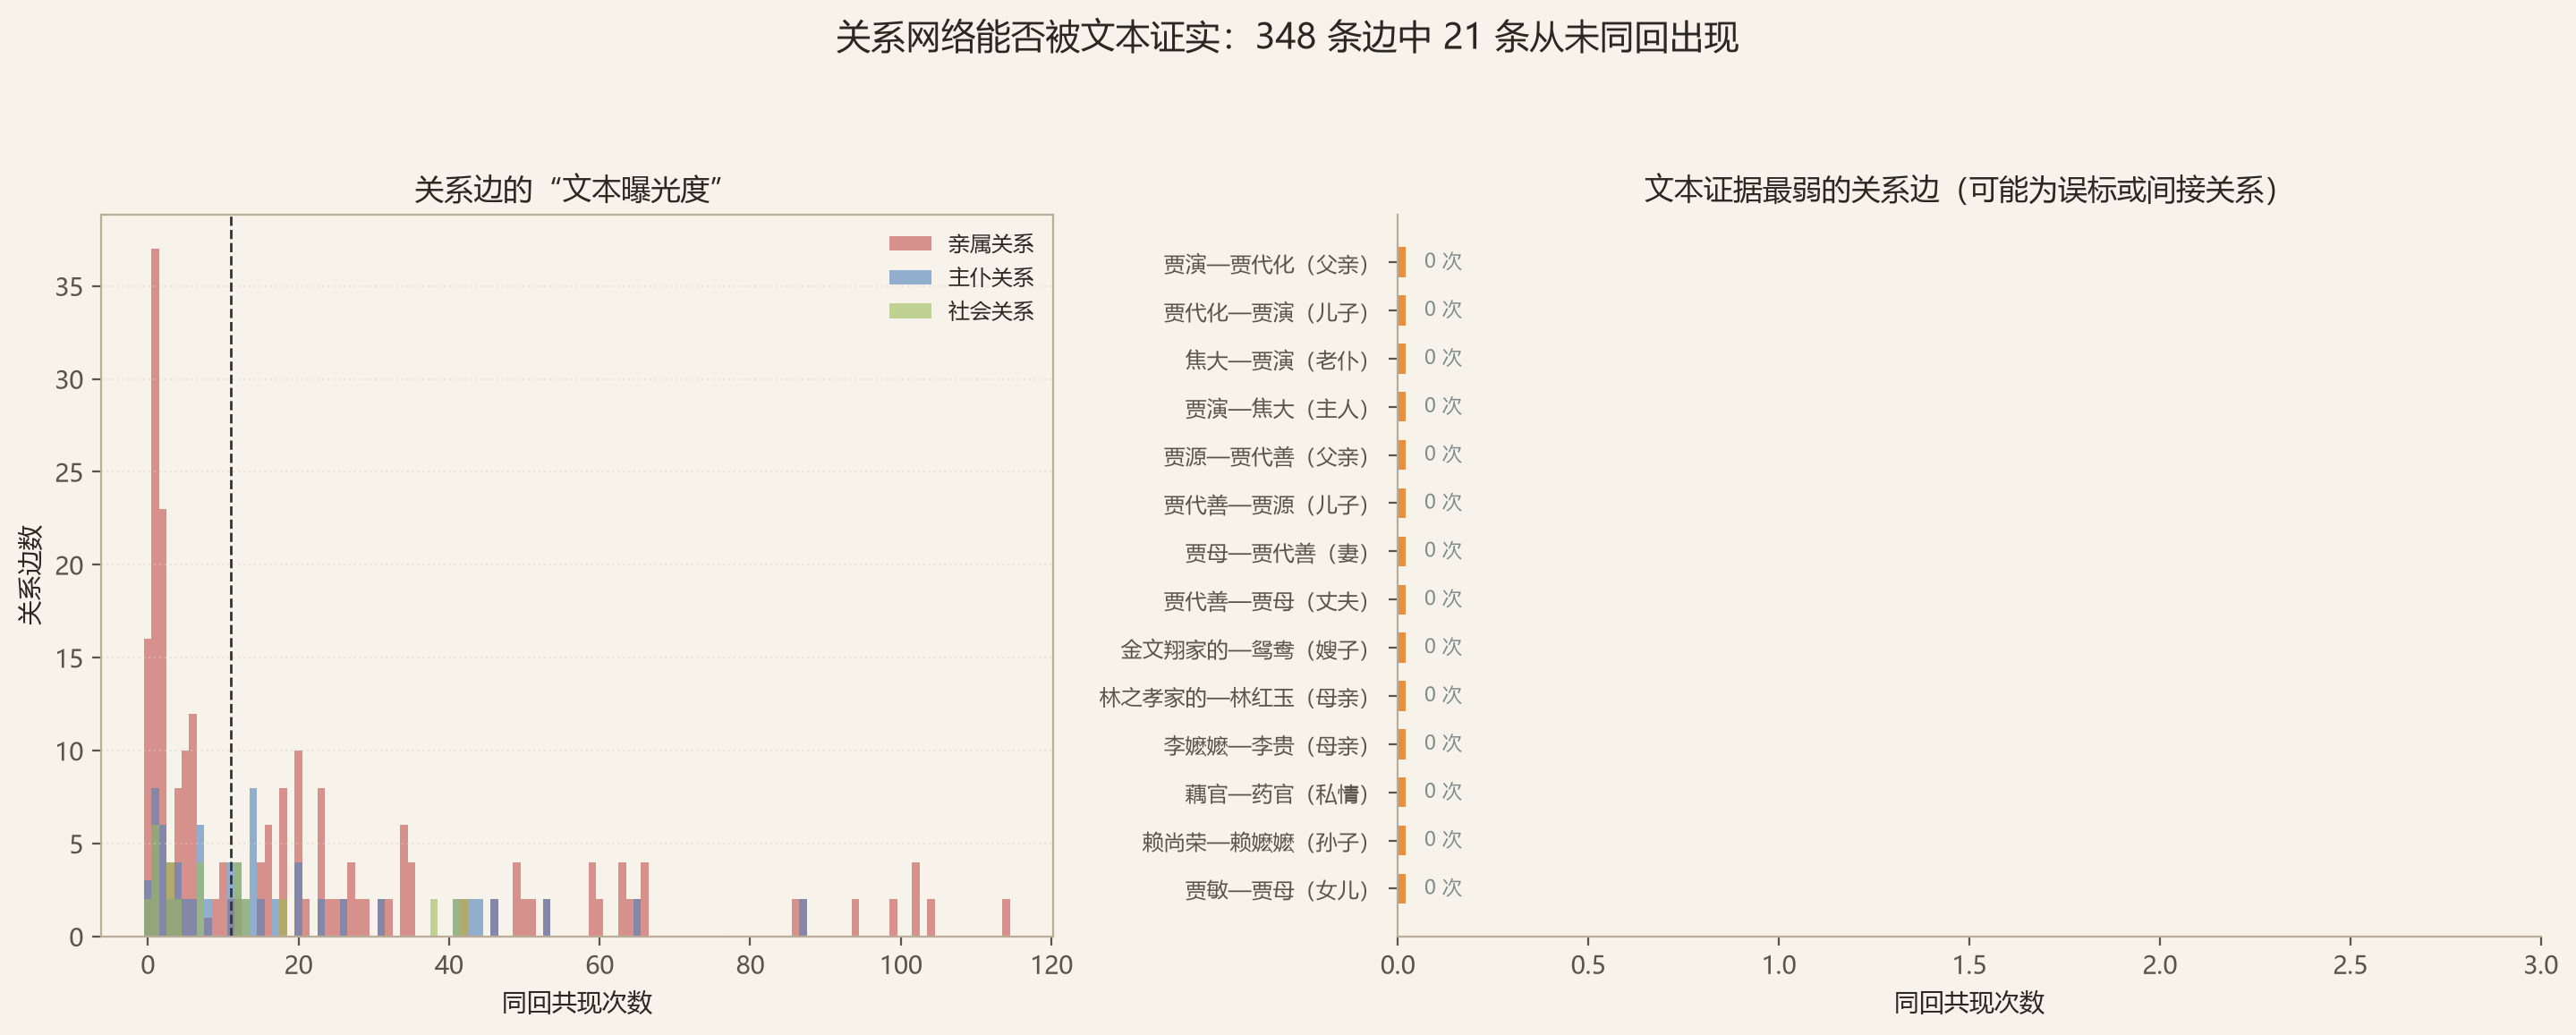 关系网络能否被文本证实：348 条边中 21 条从未同回出现
关系边的“文本曝光度”
关系边数
35
30
25
20
15
10
5
0
亲属关系
主仆关系
社会关系
0 20 40 60 80 100 120
同回共现次数
文本证据最弱的关系边（可能为误标或间接关系）
贾演—贾代化（父亲） 0 次
贾代化—贾演（儿子） 0 次
焦大—贾演（老仆） 0 次
贾演—焦大（主人） 0 次
贾源—贾代善（父亲） 0 次
贾代善—贾源（儿子） 0 次
贾母—贾代善（妻） 0 次
贾代善—贾母（丈夫） 0 次
金文翔家的—鸳鸯（嫂子） 0 次
林之孝家的—林红玉（母亲） 0 次
李嬷嬷—李贵（母亲） 0 次
藕官—药官（私情） 0 次
赖尚荣—赖嬷嬷（孙子） 0 次
贾敏—贾母（女儿） 0 次
0.0 0.5 1.0 1.5 2.0 2.5 3.0
同回共现次数